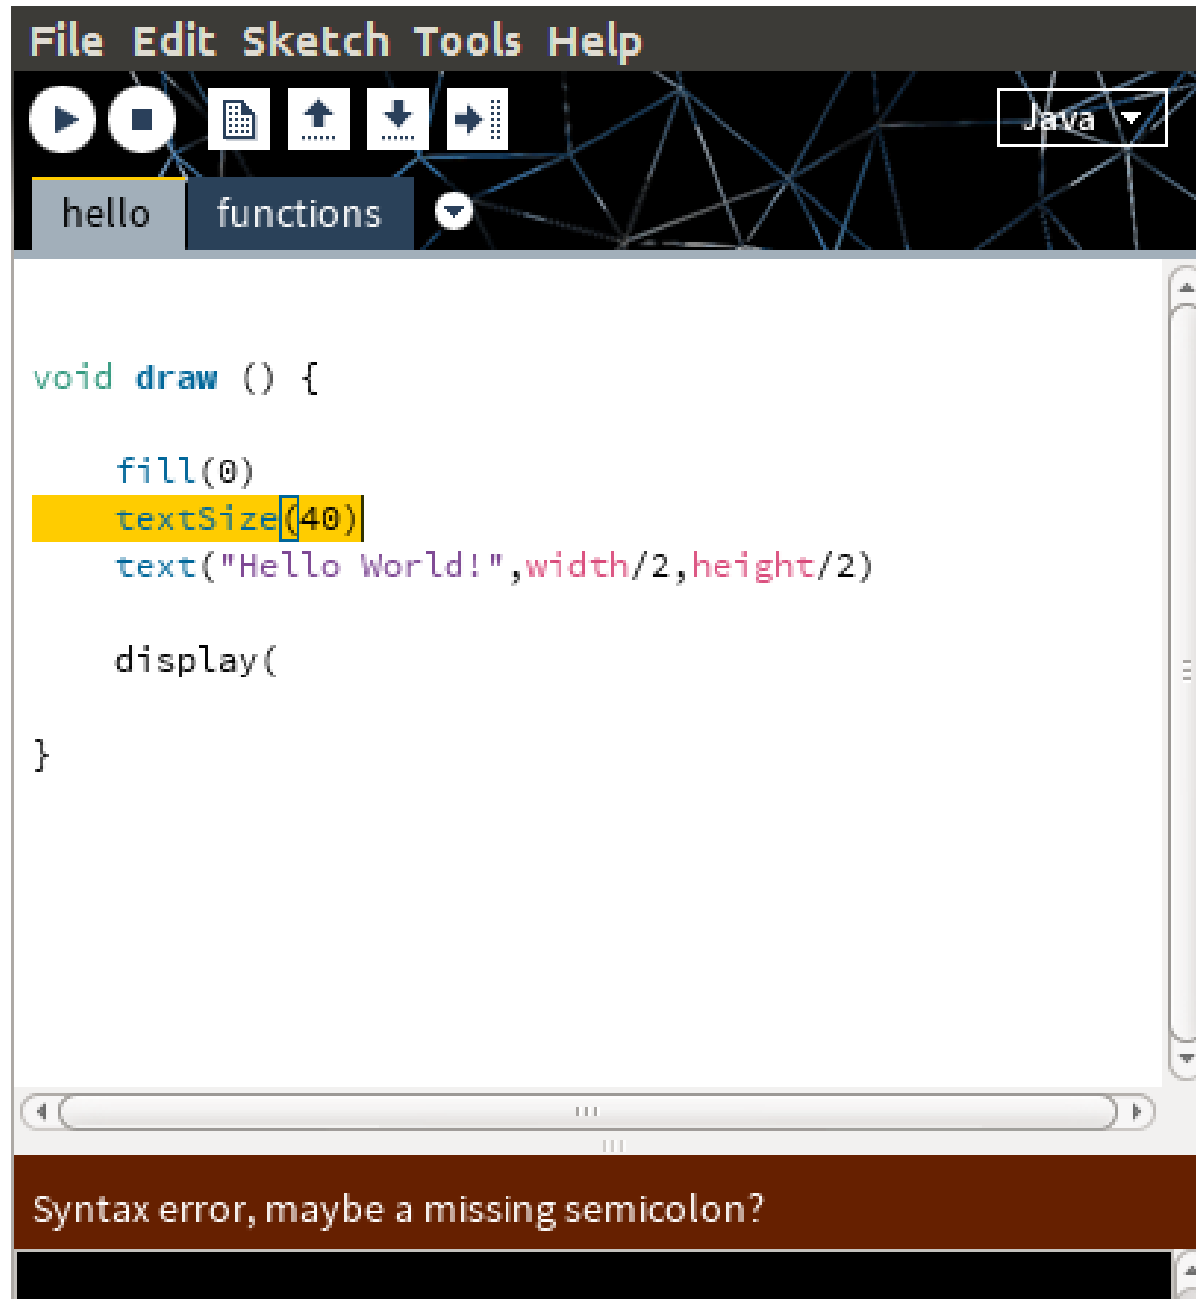 File Edit Sketch Tools Help
Java
hello functions
void draw () {
fill(0)
textSize(40)
text("Hello World!",width/2,height/2)
display(
}
Syntax error, maybe a missing semicolon?